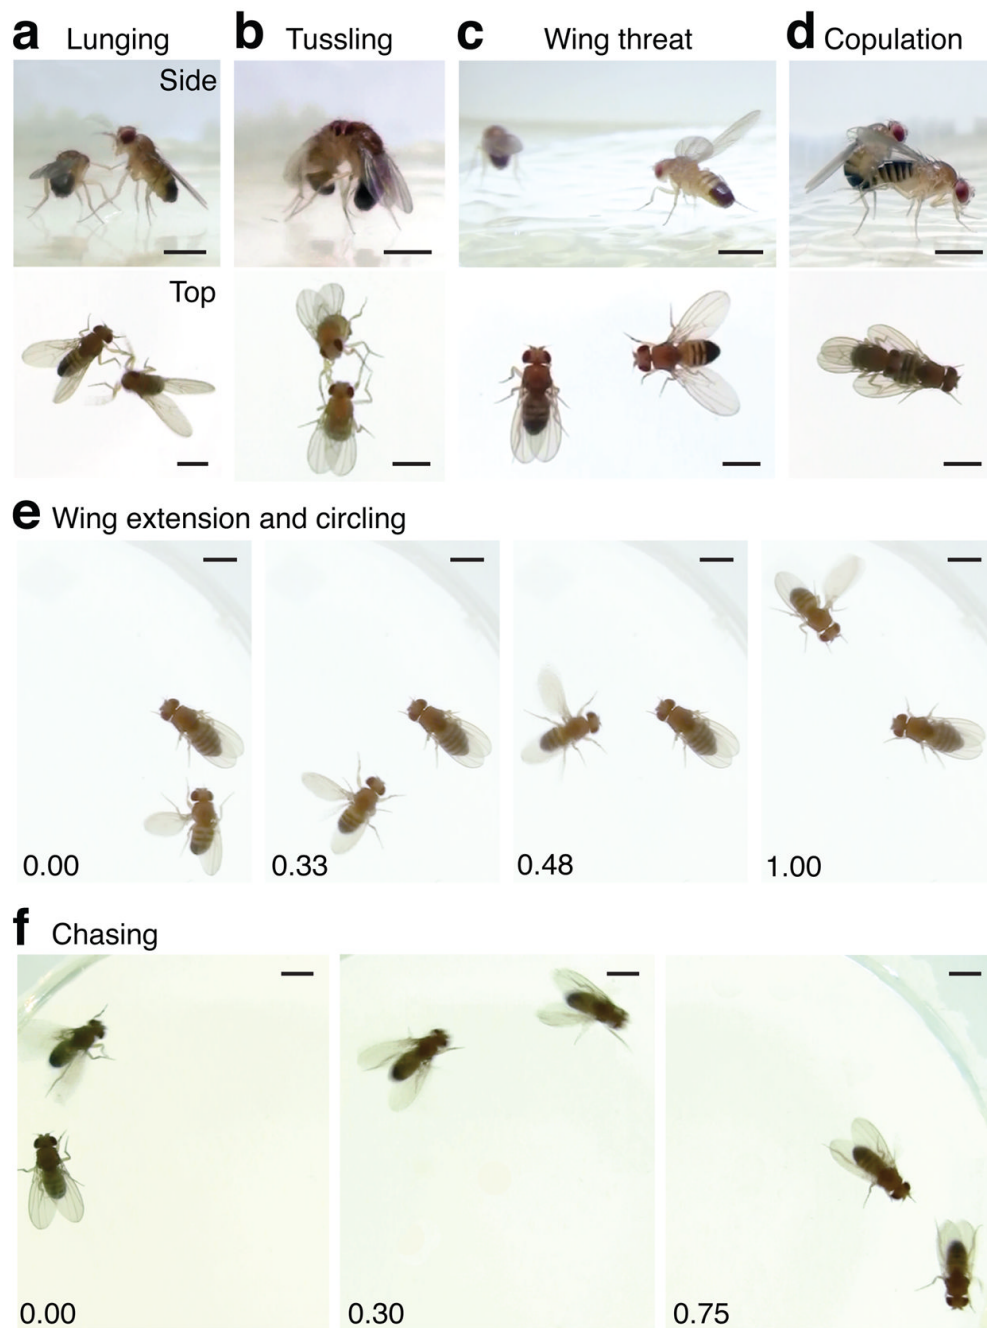 a Lunging
b Tussling
c Wing threat
d Copulation
Side
Top
e Wing extension and circling
0.00
0.33
0.48
1.00
f Chasing
0.00
0.30
0.75